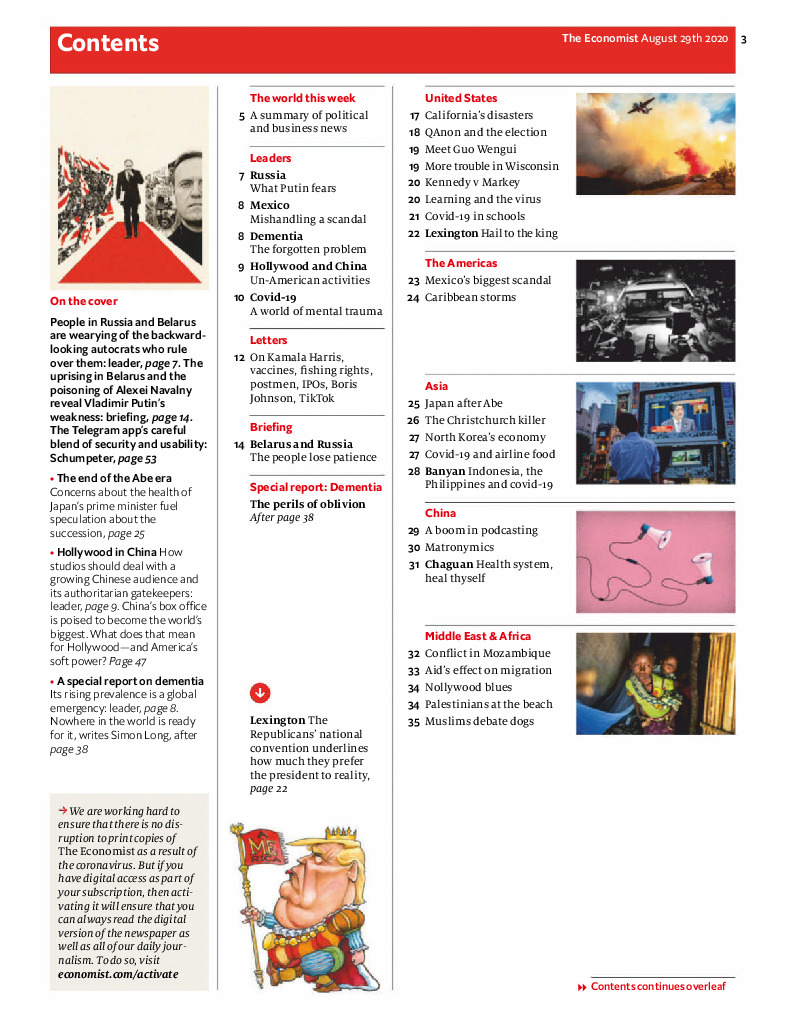 Contents
The Economist August 29th 2020 3
On the cover
People in Russia and Belarus
are wearying of the backward-
looking autocrats who rule
over them: leader, page 7. The
uprising in Belarus and the
poisoning of Alexei Navalny
reveal Vladimir Putin's
weakness: briefing, page 14.
The Telegram app's careful
blend of security and usability:
Schumpeter, page 53
• The end of the Abe era
Concerns about the health of
Japan's prime minister fuel
speculation about the
succession, page 25
• Hollywood in China How
studios should deal with a
growing Chinese audience and
its authoritarian gatekeepers:
leader, page 9. China's box office
is poised to become the world's
biggest. What does that mean
for Hollywood—and America's
soft power? Page 47
• A special report on dementia
Its rising prevalence is a global
emergency: leader, page 8.
Nowhere in the world is ready
for it, writes Simon Long, after
page 38
→ We are working hard to
ensure that there is no dis-
ruption to print copies of
The Economist as a result of
the coronavirus. But if you
have digital access as part of
your subscription, then acti-
vating it will ensure that you
can always read the digital
version of the newspaper as
well as all of our daily jour-
nalism. To do so, visit
economist.com/activate
The world this week
5 A summary of political
and business news
Leaders
7 Russia
What Putin fears
8 Mexico
Mishandling a scandal
8 Dementia
The forgotten problem
9 Hollywood and China
Un-American activities
10 Covid-19
A world of mental trauma
Letters
12 On Kamala Harris,
vaccines, fishing rights,
postmen, IPOs, Boris
Johnson, TikTok
Briefing
14 Belarus and Russia
The people lose patience
Special report: Dementia
The perils of oblivion
After page 38
Lexington The
Republicans' national
convention underlines
how much they prefer
the president to reality,
page 22
A
ME
RICA
United States
17 California's disasters
18 QAnon and the election
19 Meet Guo Wengui
19 More trouble in Wisconsin
20 Kennedy v Markey
20 Learning and the virus
21 Covid-19 in schools
22 Lexington Hail to the king
The Americas
23 Mexico's biggest scandal
24 Caribbean storms
Asia
25 Japan after Abe
26 The Christchurch killer
27 North Korea's economy
27 Covid-19 and airline food
28 Banyan Indonesia, the
Philippines and covid-19
China
29 A boom in podcasting
30 Matronymics
31 Chaguan Health system,
heal thyself
Middle East & Africa
32 Conflict in Mozambique
33 Aid's effect on migration
34 Nollywood blues
34 Palestinians at the beach
35 Muslims debate dogs
Contents continues overleaf